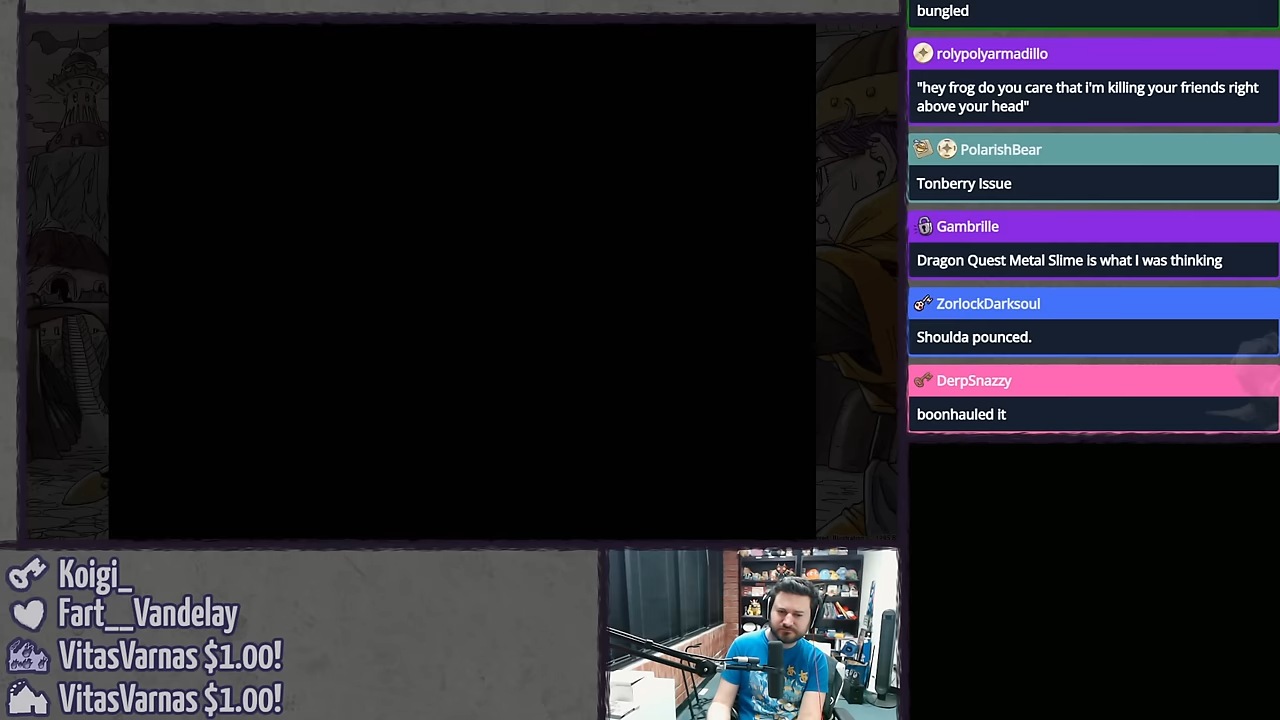 bungled
rolypolyarmadillo
"hey frog do you care that i'm killing your friends right
above your head"
PolarishBear
Tonberry Issue
Gambrille
Dragon Quest Metal Slime is what I was thinking
ZorlockDarksoul
Shoulda pounced.
DerpSnazzy
boonhauled it
Koigi_
Fart__Vandelay
VitasVarnas $1.00!
VitasVarnas $1.00!